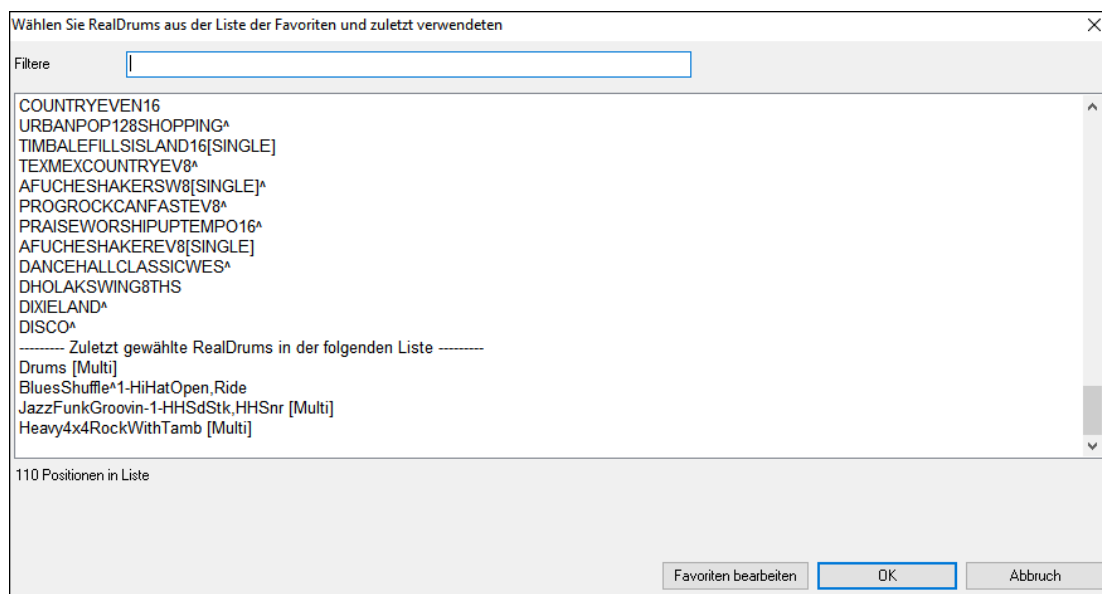 Wählen Sie RealDrums aus der Liste der Favoriten und zuletzt verwendeten
Filtere
COUNTRYEVEN16
URBANPOP128SHOPPING^
TIMBALEFILLSISLAND16[SINGLE]
TEXMEXCOUNTRYEV8^
AFUCHESHAKERSW8[SINGLE]^
PROGROCKCANFASTEV8^
PRAISEWORSHIPUPTEMPO16^
AFUCHESHAKEREV8[SINGLE]
DANCEHALLCLASSICWES^
DHOLAKSWING8THS
DIXIELAND^
DISCO^
--------- Zuletzt gewählte RealDrums in der folgenden Liste ---------
Drums [Multi]
BluesShuffle^1-HiHatOpen,Ride
JazzFunkGroovin-1-HHSdStk,HHSnr [Multi]
Heavy4x4RockWithTamb [Multi]
110 Positionen in Liste
Favoriten bearbeiten OK Abbruch